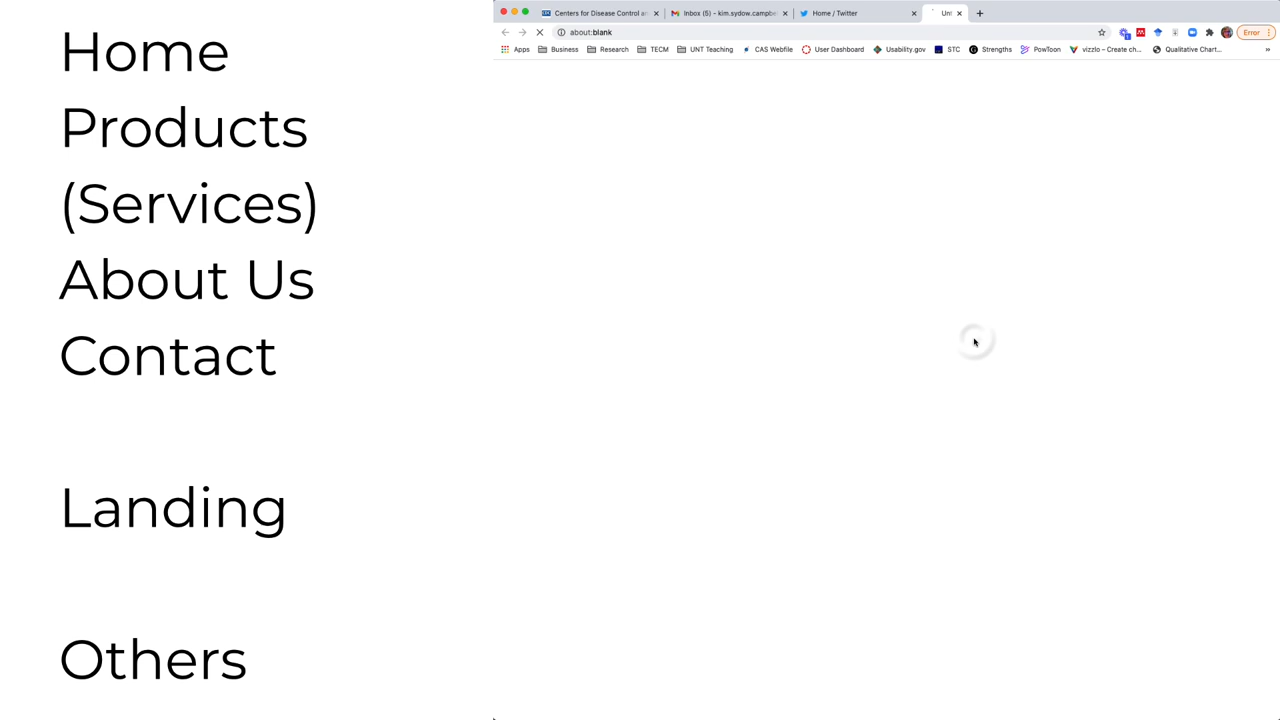 Home
Products
(Services)
About Us
Contact
Landing
Others
Centers for Disease Control a
Inbox (5) – kim.sydow.campbe
Home / Twitter
Unt
about:blank
Error
Apps
Business
Research
TECM
UNT Teaching
CAS Webfile
User Dashboard
Usability.gov
STC
Strengths
PowToon
vizzlo – Create ch...
Qualitative Chart...
»